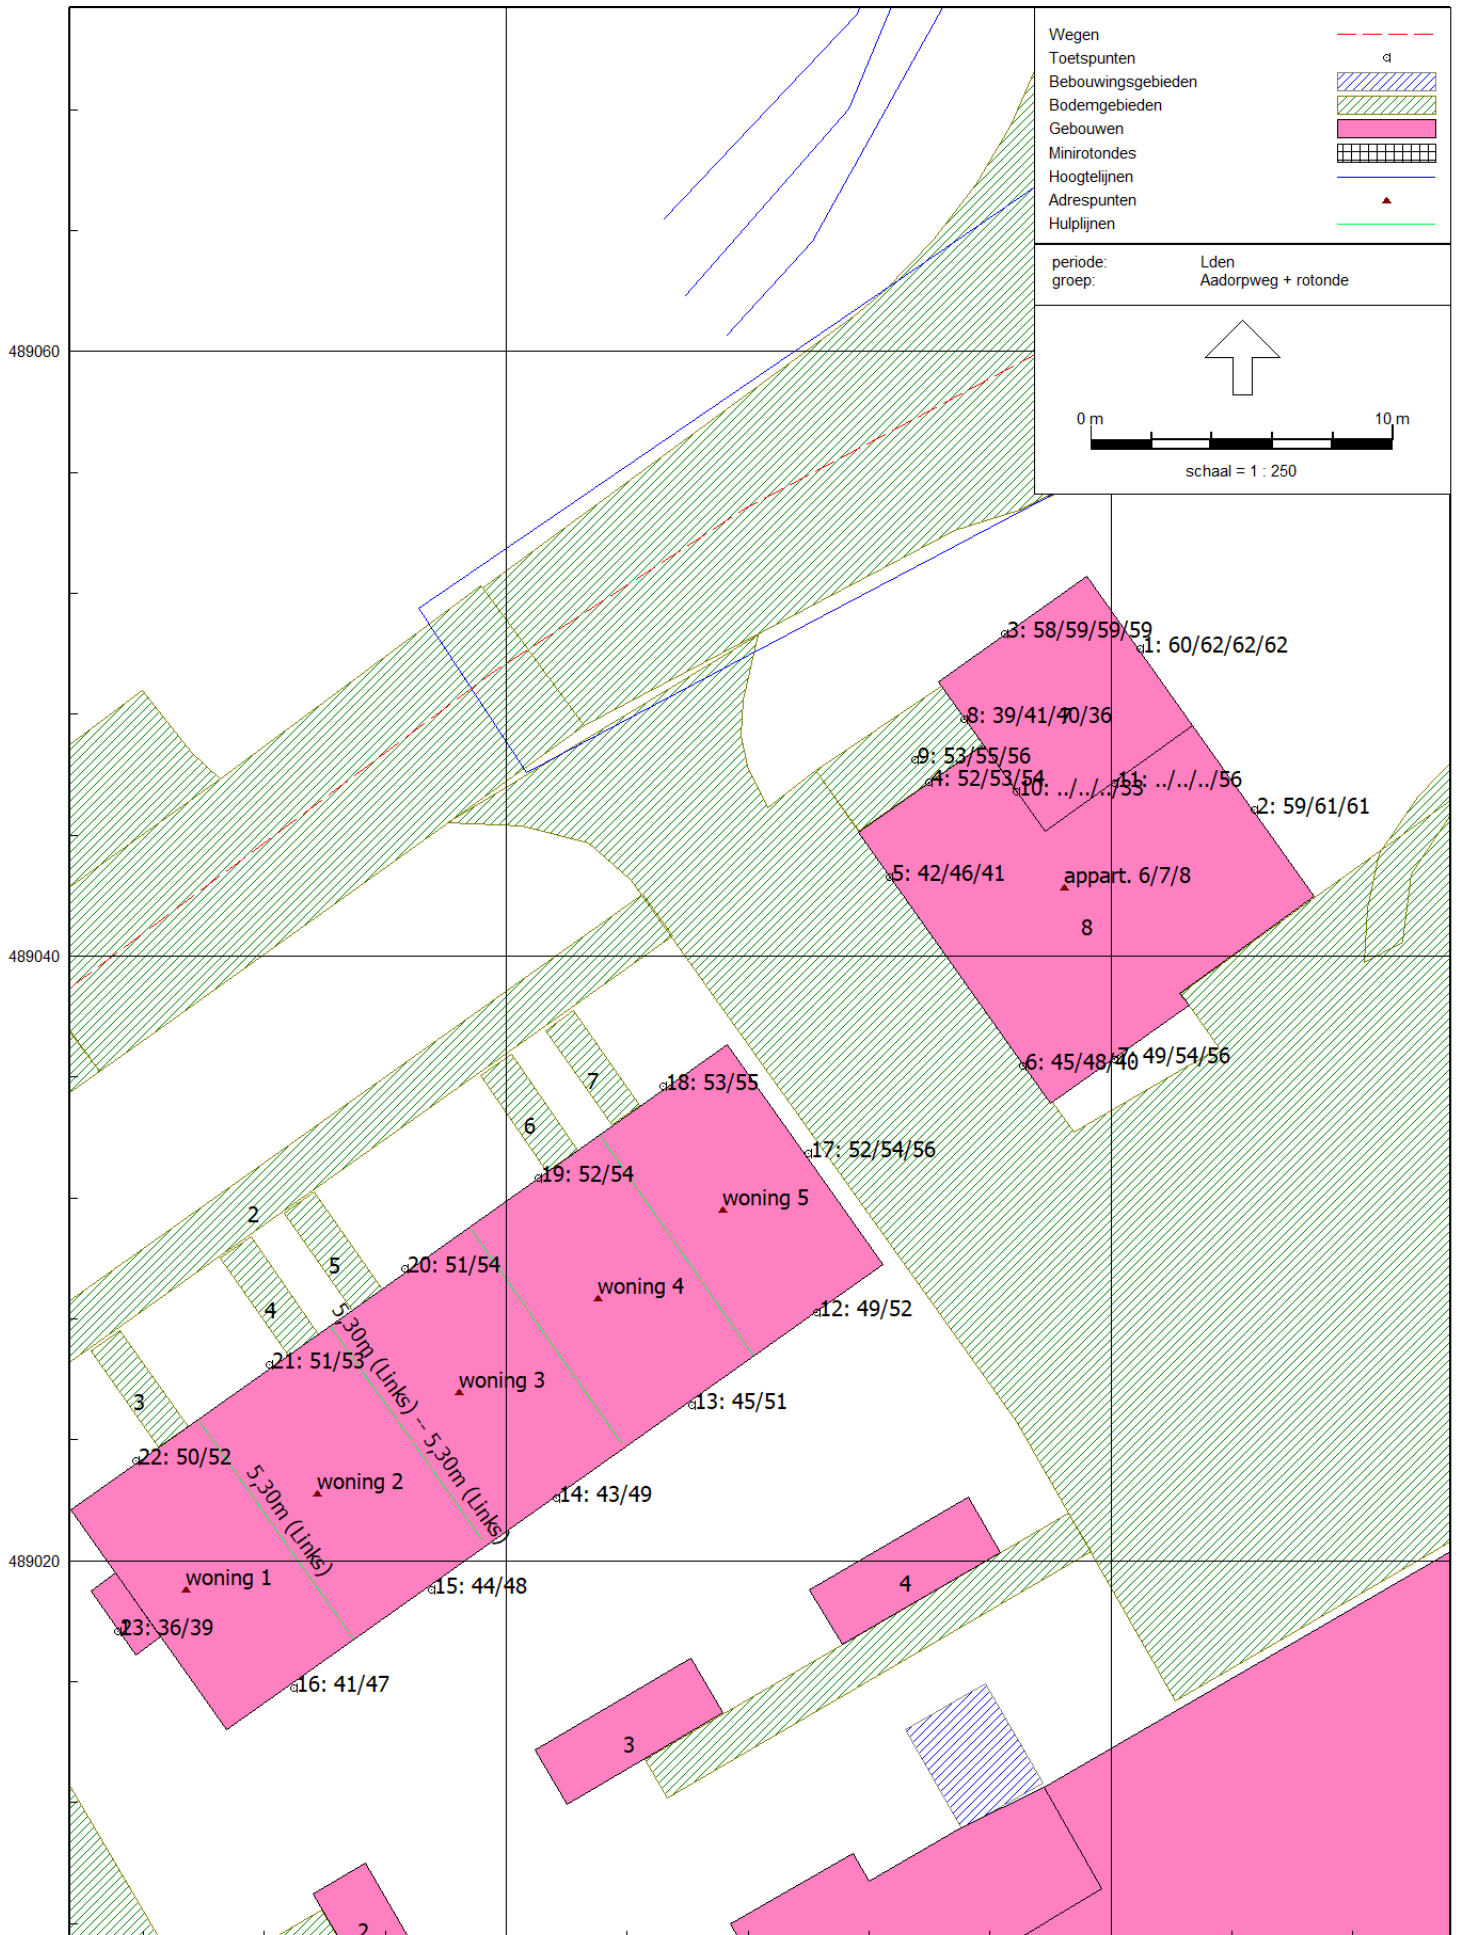 Wegen
Toetspunten
Bebouwingsgebieden
Bodemgebieden
Gebouwen
Minirotondes
Hoogtelijnen
Adrespunten
Hulplijnen
periode: Lden
groep: Aadorpweg + rotonde
0 m 10 m
schaal = 1 : 250
489060
3: 58/59/59/59
1: 60/62/62/62
8: 39/41/40/36
7
9: 53/55/56
4: 52/53/54
10: ../../../53
11: ../../../56
2: 59/61/61
5: 42/46/41
appart. 6/7/8
8
489040
6: 45/48/40
7: 49/54/56
7
18: 53/55
6
17: 52/54/56
19: 52/54
woning 5
2
5
20: 51/54
woning 4
4
12: 49/52
5,30m (Links) -- 5,30m (Links)
21: 51/53
woning 3
3
13: 45/51
22: 50/52
woning 2
5,30m (Links)
14: 43/49
489020
woning 1
15: 44/48
4
23: 36/39
16: 41/47
3
2